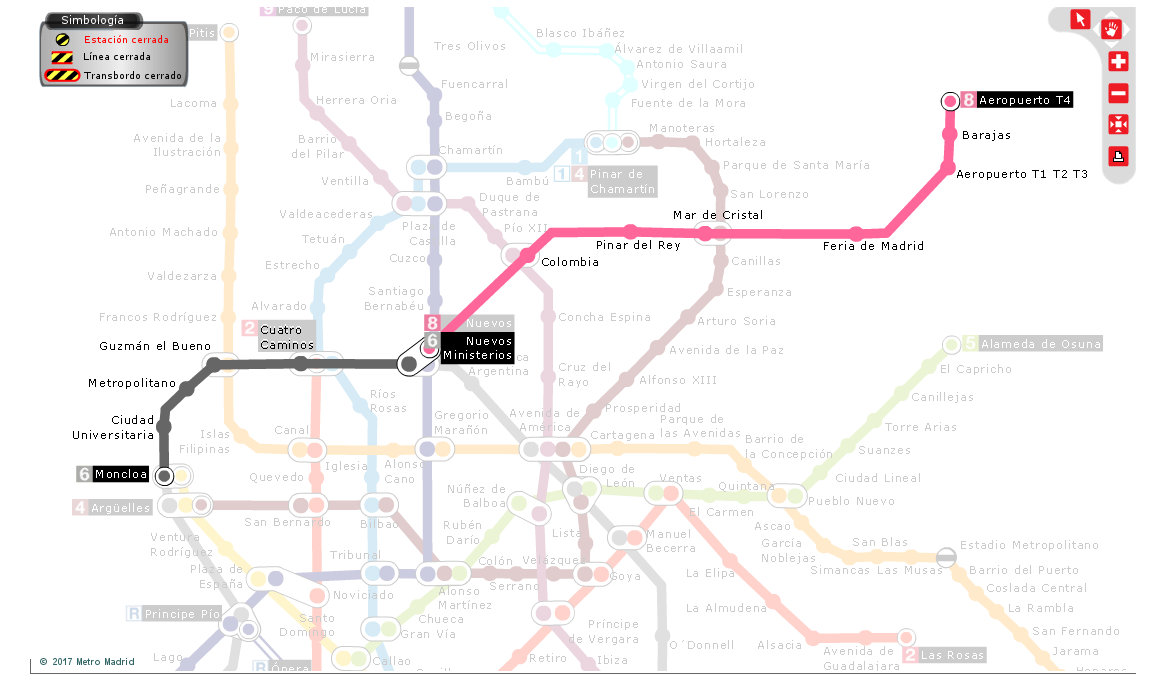 Simbología
Estación cerrada
Línea cerrada
Transbordo cerrado
9 Paco de Lucía
Pitis
Mirasierra
Tres Olivos
Blasco Ibáñez
Álvarez de Villaamil
Antonio Saura
Virgen del Cortijo
Fuente de la Mora
Fuencarral
Lacoma
Herrera Oria
Begoña
8 Aeropuerto T4
Barajas
Aeropuerto T1 T2 T3
Avenida de la
Ilustración
Barrio
del Pilar
Chamartín
Manoteras
Hortaleza
1
1 4 Pinar de
Chamartín
Parque de Santa María
Peñagrande
Ventilla
Bambú
San Lorenzo
Duque de
Pastrana
Valdeacederas
Mar de Cristal
Antonio Machado
Tetuán
Plaza de
Castilla
Pío XII
Pinar del Rey
Feria de Madrid
Cuzco
Colombia
Canillas
Valdezarza
Estrecho
Santiago
Bernabéu
Esperanza
Francos Rodríguez
Alvarado
Concha Espina
Arturo Soria
2 Cuatro
Caminos
8 Nuevos
6 Nuevos
Ministerios
Guzmán el Bueno
Argentina
Avenida de la Paz
5 Alameda de Osuna
El Capricho
Metropolitano
Cruz del
Rayo
Alfonso XIII
Ríos
Rosas
Canillejas
Ciudad
Universitaria
Islas
Filipinas
Canal
Gregorio
Marañón
Avenida de
América
Prosperidad
Parque de
las Avenidas
Cartagena
Barrio de
la Concepción
Torre Arias
Suanzes
6 Moncloa
Quevedo
Iglesia
Alonso
Cano
Diego de
León
Ventas
Quintana
Ciudad Lineal
Pueblo Nuevo
Núñez de
Balboa
4 Argüelles
San Bernardo
Bilbao
Rubén
Darío
Lista
El Carmen
Manuel
Becerra
Ascao
García
Noblejas
San Blas
Estadio Metropolitano
Ventura
Rodríguez
Tribunal
Colón
Velázquez
Serrano
Goya
La Elipa
Simancas
Las Musas
Barrio del Puerto
Plaza de
España
Noviciado
Alonso
Martínez
Coslada Central
R Principe Pío
Santo
Domingo
Chueca
Gran Vía
Príncipe
de Vergara
O´Donnell
La Almudena
La Rambla
Alsacia
Avenida de
Guadalajara
2 Las Rosas
San Fernando
Jarama
Henares
© 2017 Metro Madrid
Lago
R Ópera
Callao
Sevilla
Retiro
Ibiza